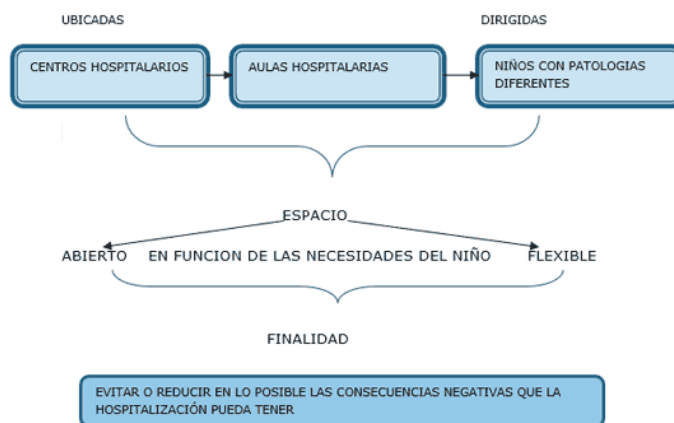 UBICADAS
DIRIGIDAS
CENTROS HOSPITALARIOS
AULAS HOSPITALARIAS
NIÑOS CON PATOLOGIAS
DIFERENTES
ESPACIO
ABIERTO
EN FUNCION DE LAS NECESIDADES DEL NIÑO
FLEXIBLE
FINALIDAD
EVITAR O REDUCIR EN LO POSIBLE LAS CONSECUENCIAS NEGATIVAS QUE LA
HOSPITALIZACIÓN PUEDA TENER